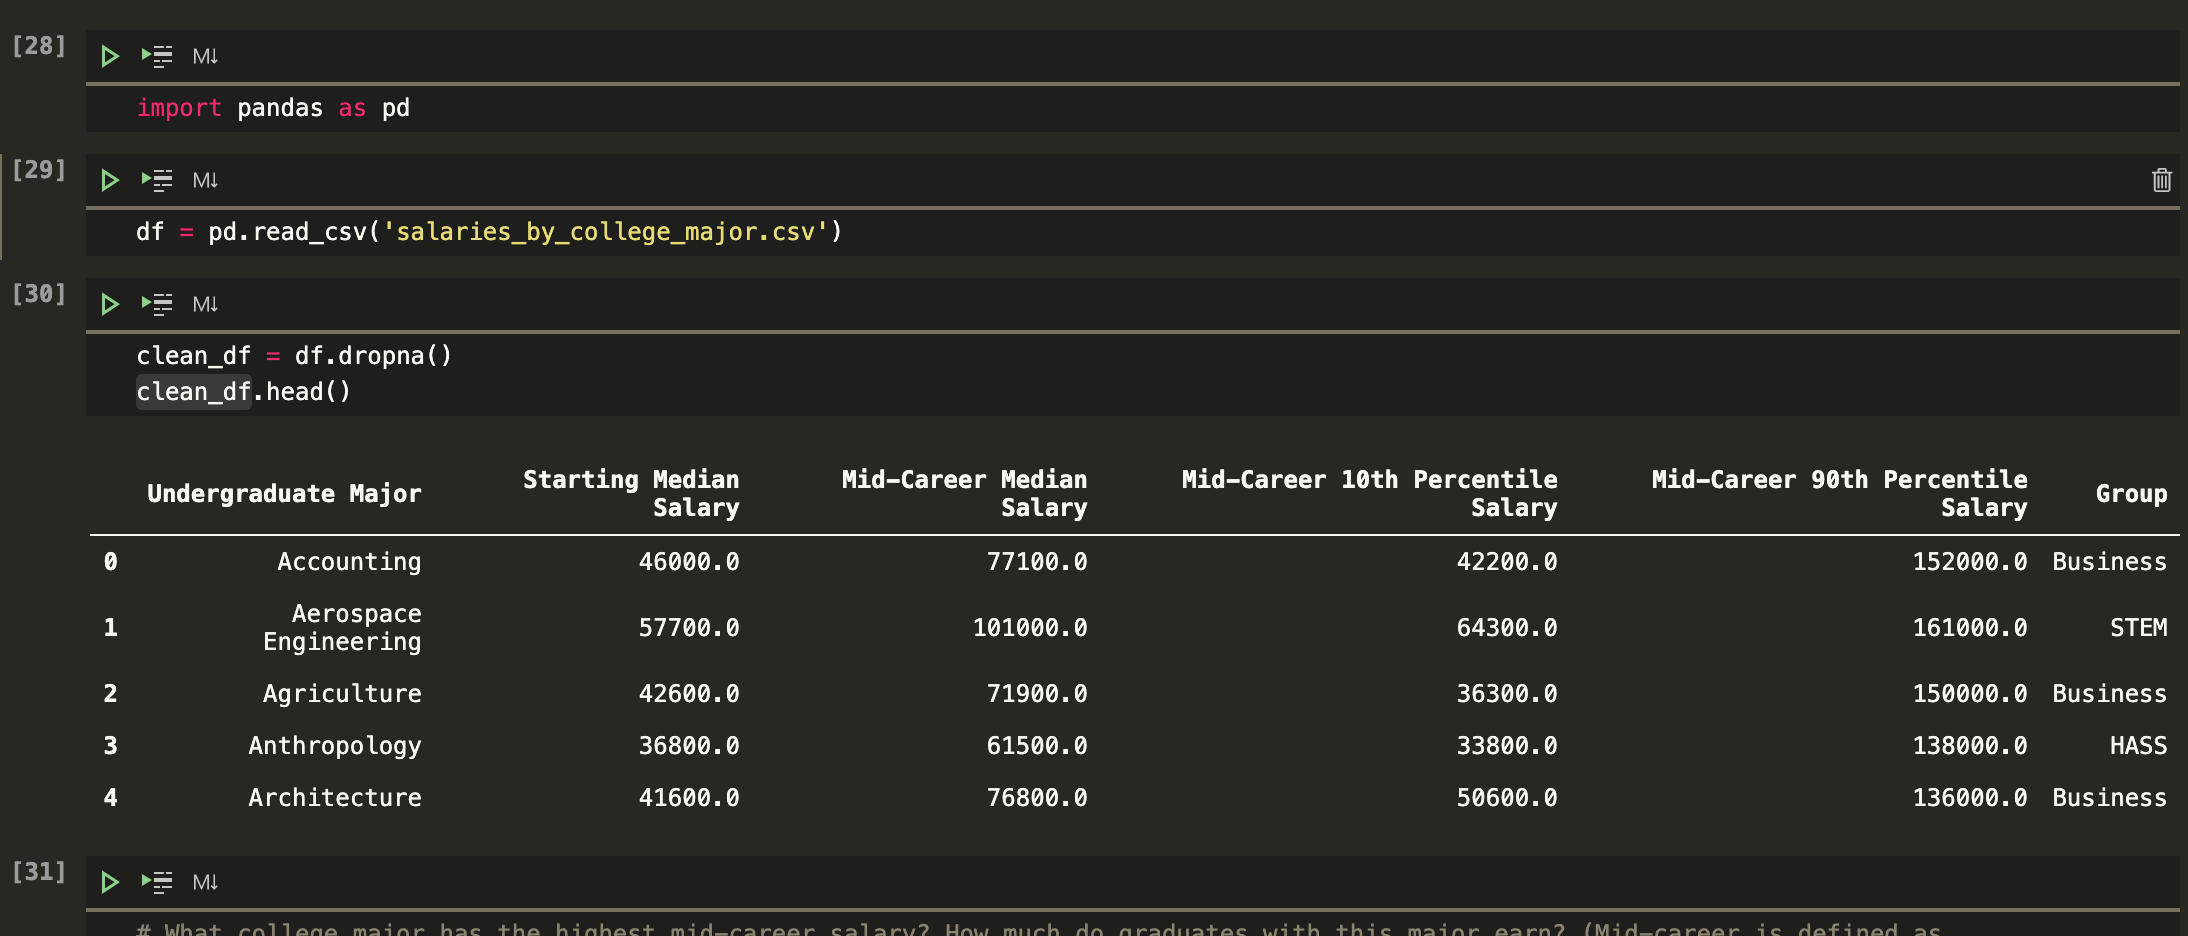 [28]
M↓
import pandas as pd
[29]
M↓
df = pd.read_csv('salaries_by_college_major.csv')
[30]
M↓
clean_df = df.dropna()
clean_df.head()
Undergraduate Major Starting Median Salary Mid-Career Median Salary Mid-Career 10th Percentile Salary Mid-Career 90th Percentile Salary Group
0 Accounting 46000.0 77100.0 42200.0 152000.0 Business
1 Aerospace Engineering 57700.0 101000.0 64300.0 161000.0 STEM
2 Agriculture 42600.0 71900.0 36300.0 150000.0 Business
3 Anthropology 36800.0 61500.0 33800.0 138000.0 HASS
4 Architecture 41600.0 76800.0 50600.0 136000.0 Business
[31]
M↓
# What college major has the highest mid-career salary? How much do graduates with this major earn? (Mid-career is defined as